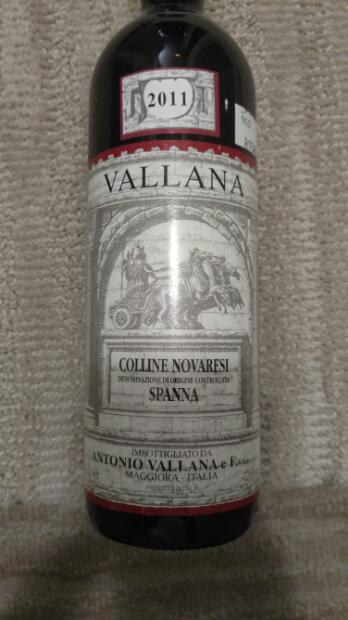 2011
VALLANA
COLLINE NOVARESI
DENOMINAZIONE DI ORIGINE CONTROLLATA
SPANNA
IMBOTTIGLIATO DA
ANTONIO VALLANA e F.
MAGGIORA - ITALIA